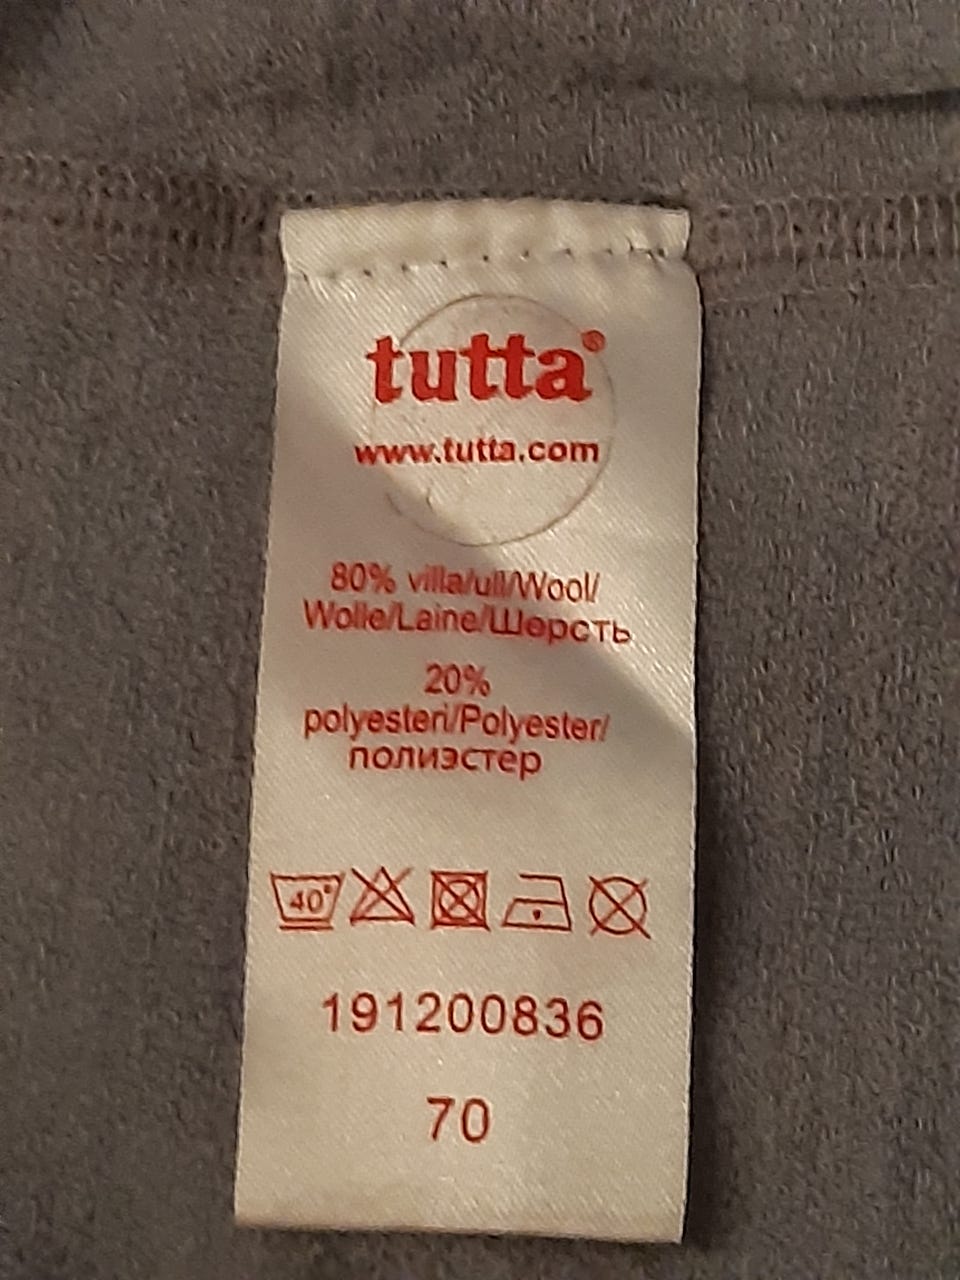 tutta®
www.tutta.com
80% villa/ull/Wool/
Wolle/Laine/Шерсть
20%
polyesteri/Polyester/
полиэстер
40°
191200836
70